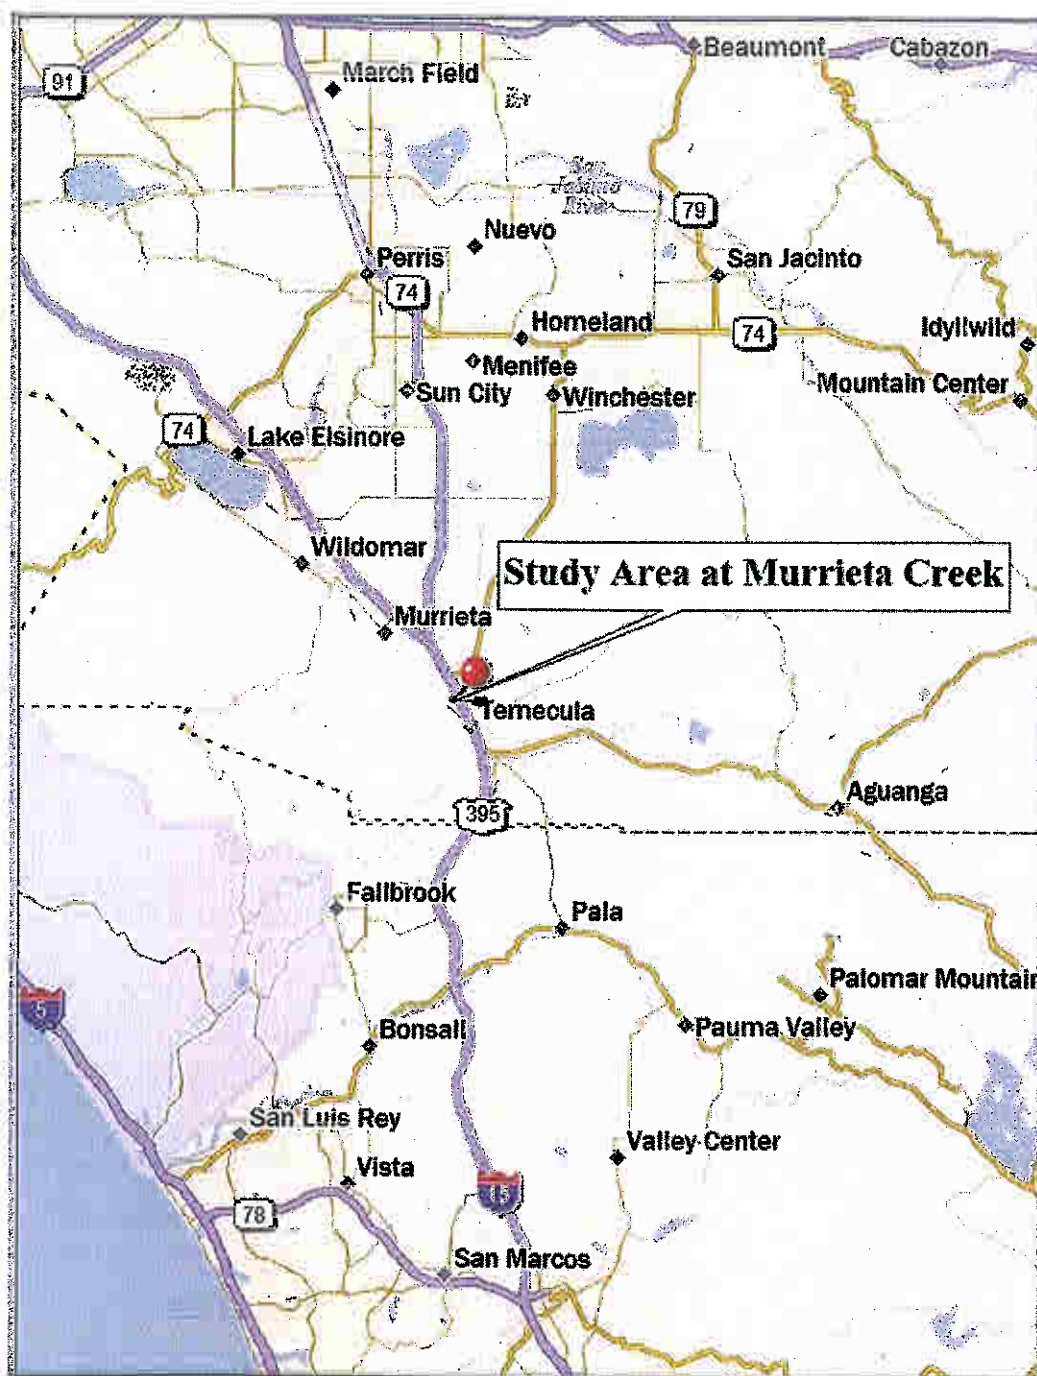 Beaumont
Cabazon
91
March Field
San
Jacinto
River
79
Nuevo
Perris
San Jacinto
74
Homeland
74
Idyllwild
Menifee
Mountain Center
Sun City
Winchester
74
Lake Elsinore
Wildomar
Study Area at Murrieta Creek
Murrieta
Temecula
Aguanga
395
Fallbrook
Pala
Palomar Mountain
5
Pauma Valley
Bonsall
San Luis Rey
Valley Center
Vista
15
78
San Marcos